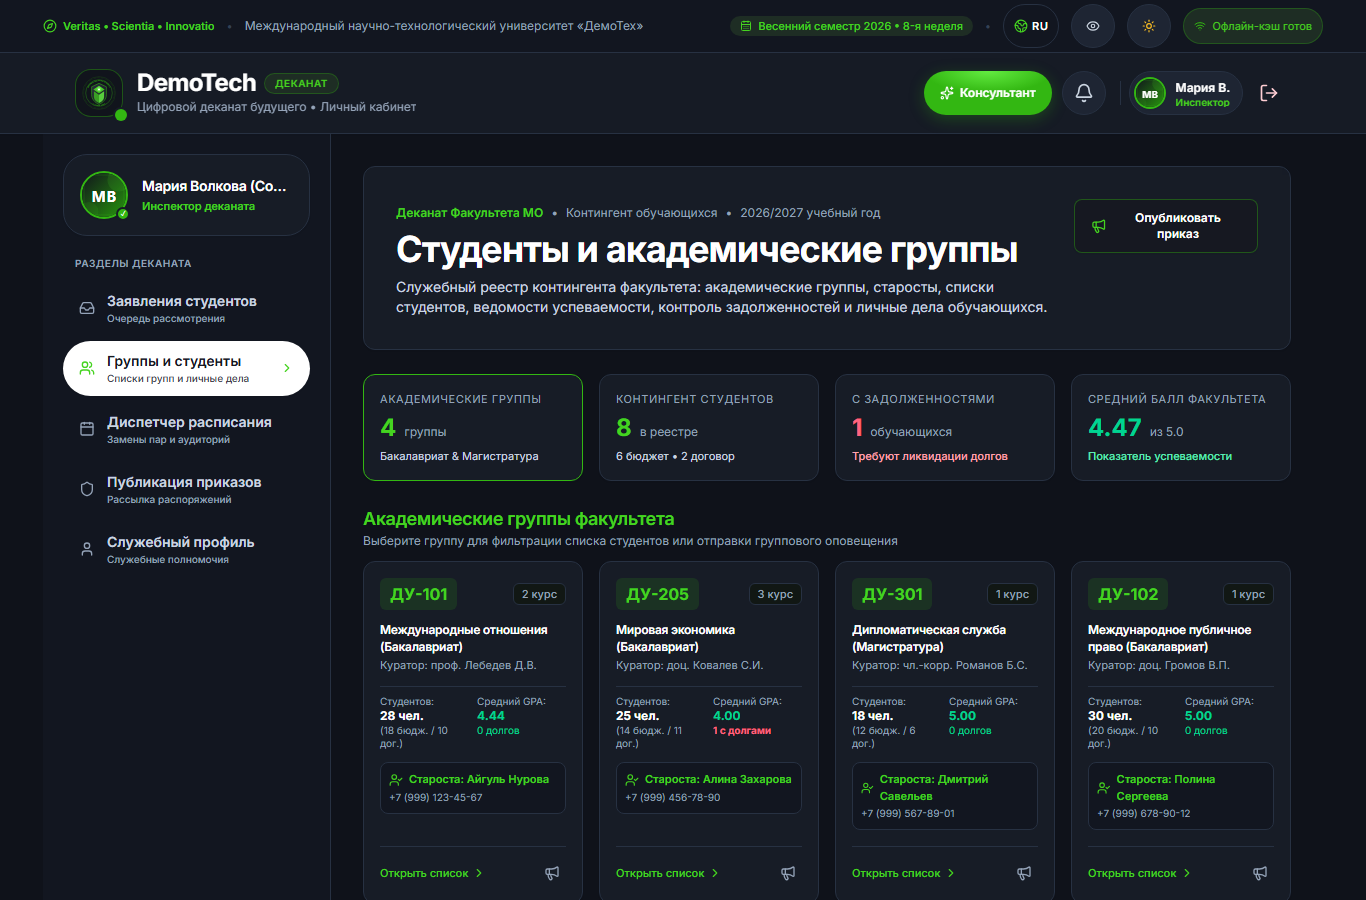 Veritas • Scientia • Innovatio • Международный научно-технологический университет «ДемоТех»
Весенний семестр 2026 • 8-я неделя •
RU
Офлайн-кэш готов
DemoTech ДЕКАНАТ
Цифровой деканат будущего • Личный кабинет
Консультант
МВ
Мария В.
Инспектор
МВ
Мария Волкова (Со...
Инспектор деканата
РАЗДЕЛЫ ДЕКАНАТА
Заявления студентов
Очередь рассмотрения
Группы и студенты
Списки групп и личные дела
Диспетчер расписания
Замены пар и аудиторий
Публикация приказов
Рассылка распоряжений
Служебный профиль
Служебные полномочия
Деканат Факультета МО • Контингент обучающихся • 2026/2027 учебный год
Студенты и академические группы
Служебный реестр контингента факультета: академические группы, старосты, списки
студентов, ведомости успеваемости, контроль задолженностей и личные дела обучающихся.
Опубликовать
приказ
АКАДЕМИЧЕСКИЕ ГРУППЫ
4 группы
Бакалавриат & Магистратура
КОНТИНГЕНТ СТУДЕНТОВ
8 в реестре
6 бюджет • 2 договор
С ЗАДОЛЖЕННОСТЯМИ
1 обучающихся
Требуют ликвидации долгов
СРЕДНИЙ БАЛЛ ФАКУЛЬТЕТА
4.47 из 5.0
Показатель успеваемости
Академические группы факультета
Выберите группу для фильтрации списка студентов или отправки группового оповещения
ДУ-101 2 курс
Международные отношения
(Бакалавриат)
Куратор: проф. Лебедев Д.В.
Студенты: Средний GPA:
28 чел. 4.44
(18 бюдж. / 10 0 долгов
дог.)
Староста: Айгуль Нурова
+7 (999) 123-45-67
Открыть список
ДУ-205 3 курс
Мировая экономика
(Бакалавриат)
Куратор: доц. Ковалев С.И.
Студенты: Средний GPA:
25 чел. 4.00
(14 бюдж. / 11 1 с долгами
дог.)
Староста: Алина Захарова
+7 (999) 456-78-90
Открыть список
ДУ-301 1 курс
Дипломатическая служба
(Магистратура)
Куратор: чл.-корр. Романов Б.С.
Студенты: Средний GPA:
18 чел. 5.00
(12 бюдж. / 6 0 долгов
дог.)
Староста: Дмитрий
Савельев
+7 (999) 567-89-01
Открыть список
ДУ-102 1 курс
Международное публичное
право (Бакалавриат)
Куратор: доц. Громов В.П.
Студенты: Средний GPA:
30 чел. 5.00
(20 бюдж. / 10 0 долгов
дог.)
Староста: Полина
Сергеева
+7 (999) 678-90-12
Открыть список